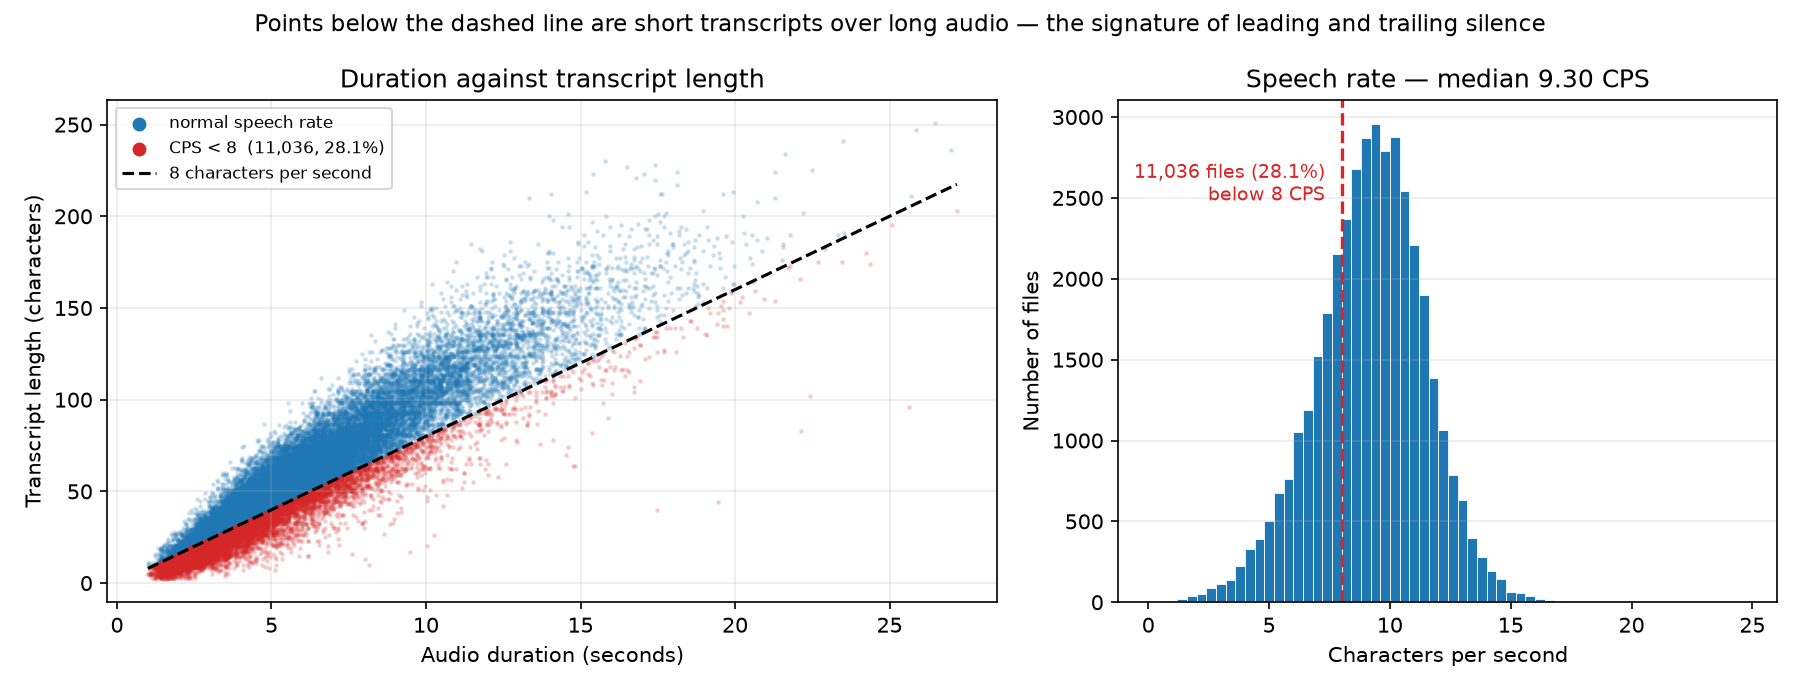 Points below the dashed line are short transcripts over long audio — the signature of leading and trailing silence
Duration against transcript length
normal speech rate
CPS < 8 (11,036, 28.1%)
8 characters per second
Transcript length (characters)
250
200
150
100
50
0
0 5 10 15 20 25
Audio duration (seconds)
Speech rate — median 9.30 CPS
11,036 files (28.1%)
below 8 CPS
Number of files
3000
2500
2000
1500
1000
500
0
0 5 10 15 20 25
Characters per second